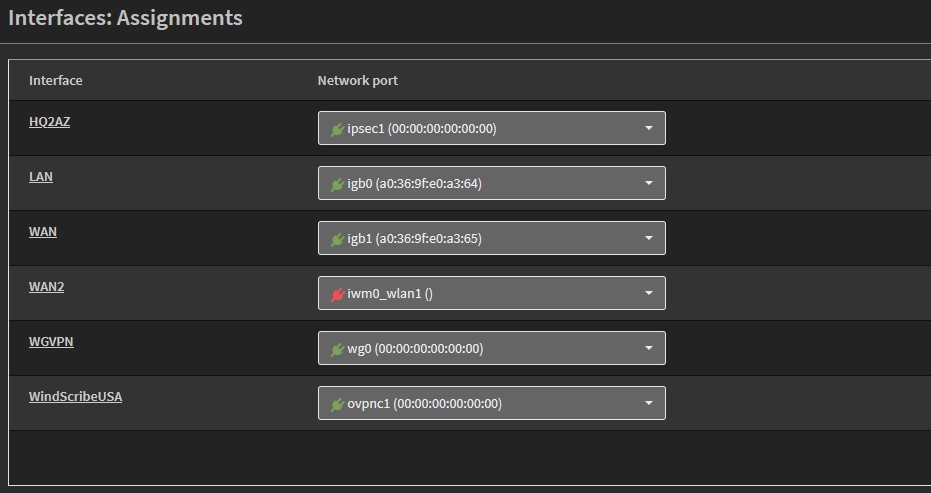 Interfaces: Assignments
Interface Network port
HQ2AZ ipsec1 (00:00:00:00:00:00)
LAN igb0 (a0:36:9f:e0:a3:64)
WAN igb1 (a0:36:9f:e0:a3:65)
WAN2 iwm0_wlan1 ()
WGVPN wg0 (00:00:00:00:00:00)
WindScribeUSA ovpnc1 (00:00:00:00:00:00)